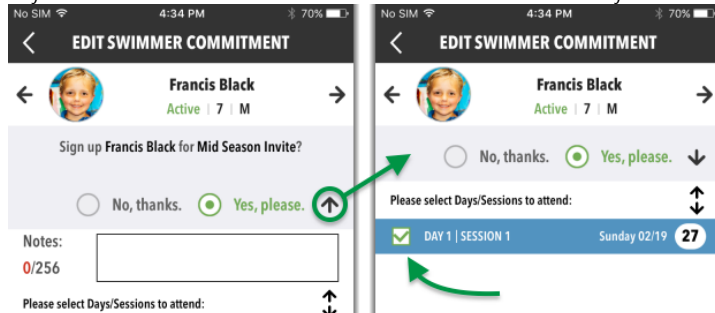 No SIM 4:34 PM 70%
EDIT SWIMMER COMMITMENT
Francis Black
Active | 7 | M
Sign up Francis Black for Mid Season Invite?
No, thanks. Yes, please.
Notes:
0/256
Please select Days/Sessions to attend:
No SIM 4:34 PM 70%
EDIT SWIMMER COMMITMENT
Francis Black
Active | 7 | M
No, thanks. Yes, please.
Please select Days/Sessions to attend:
DAY 1 | SESSION 1 Sunday 02/19 27